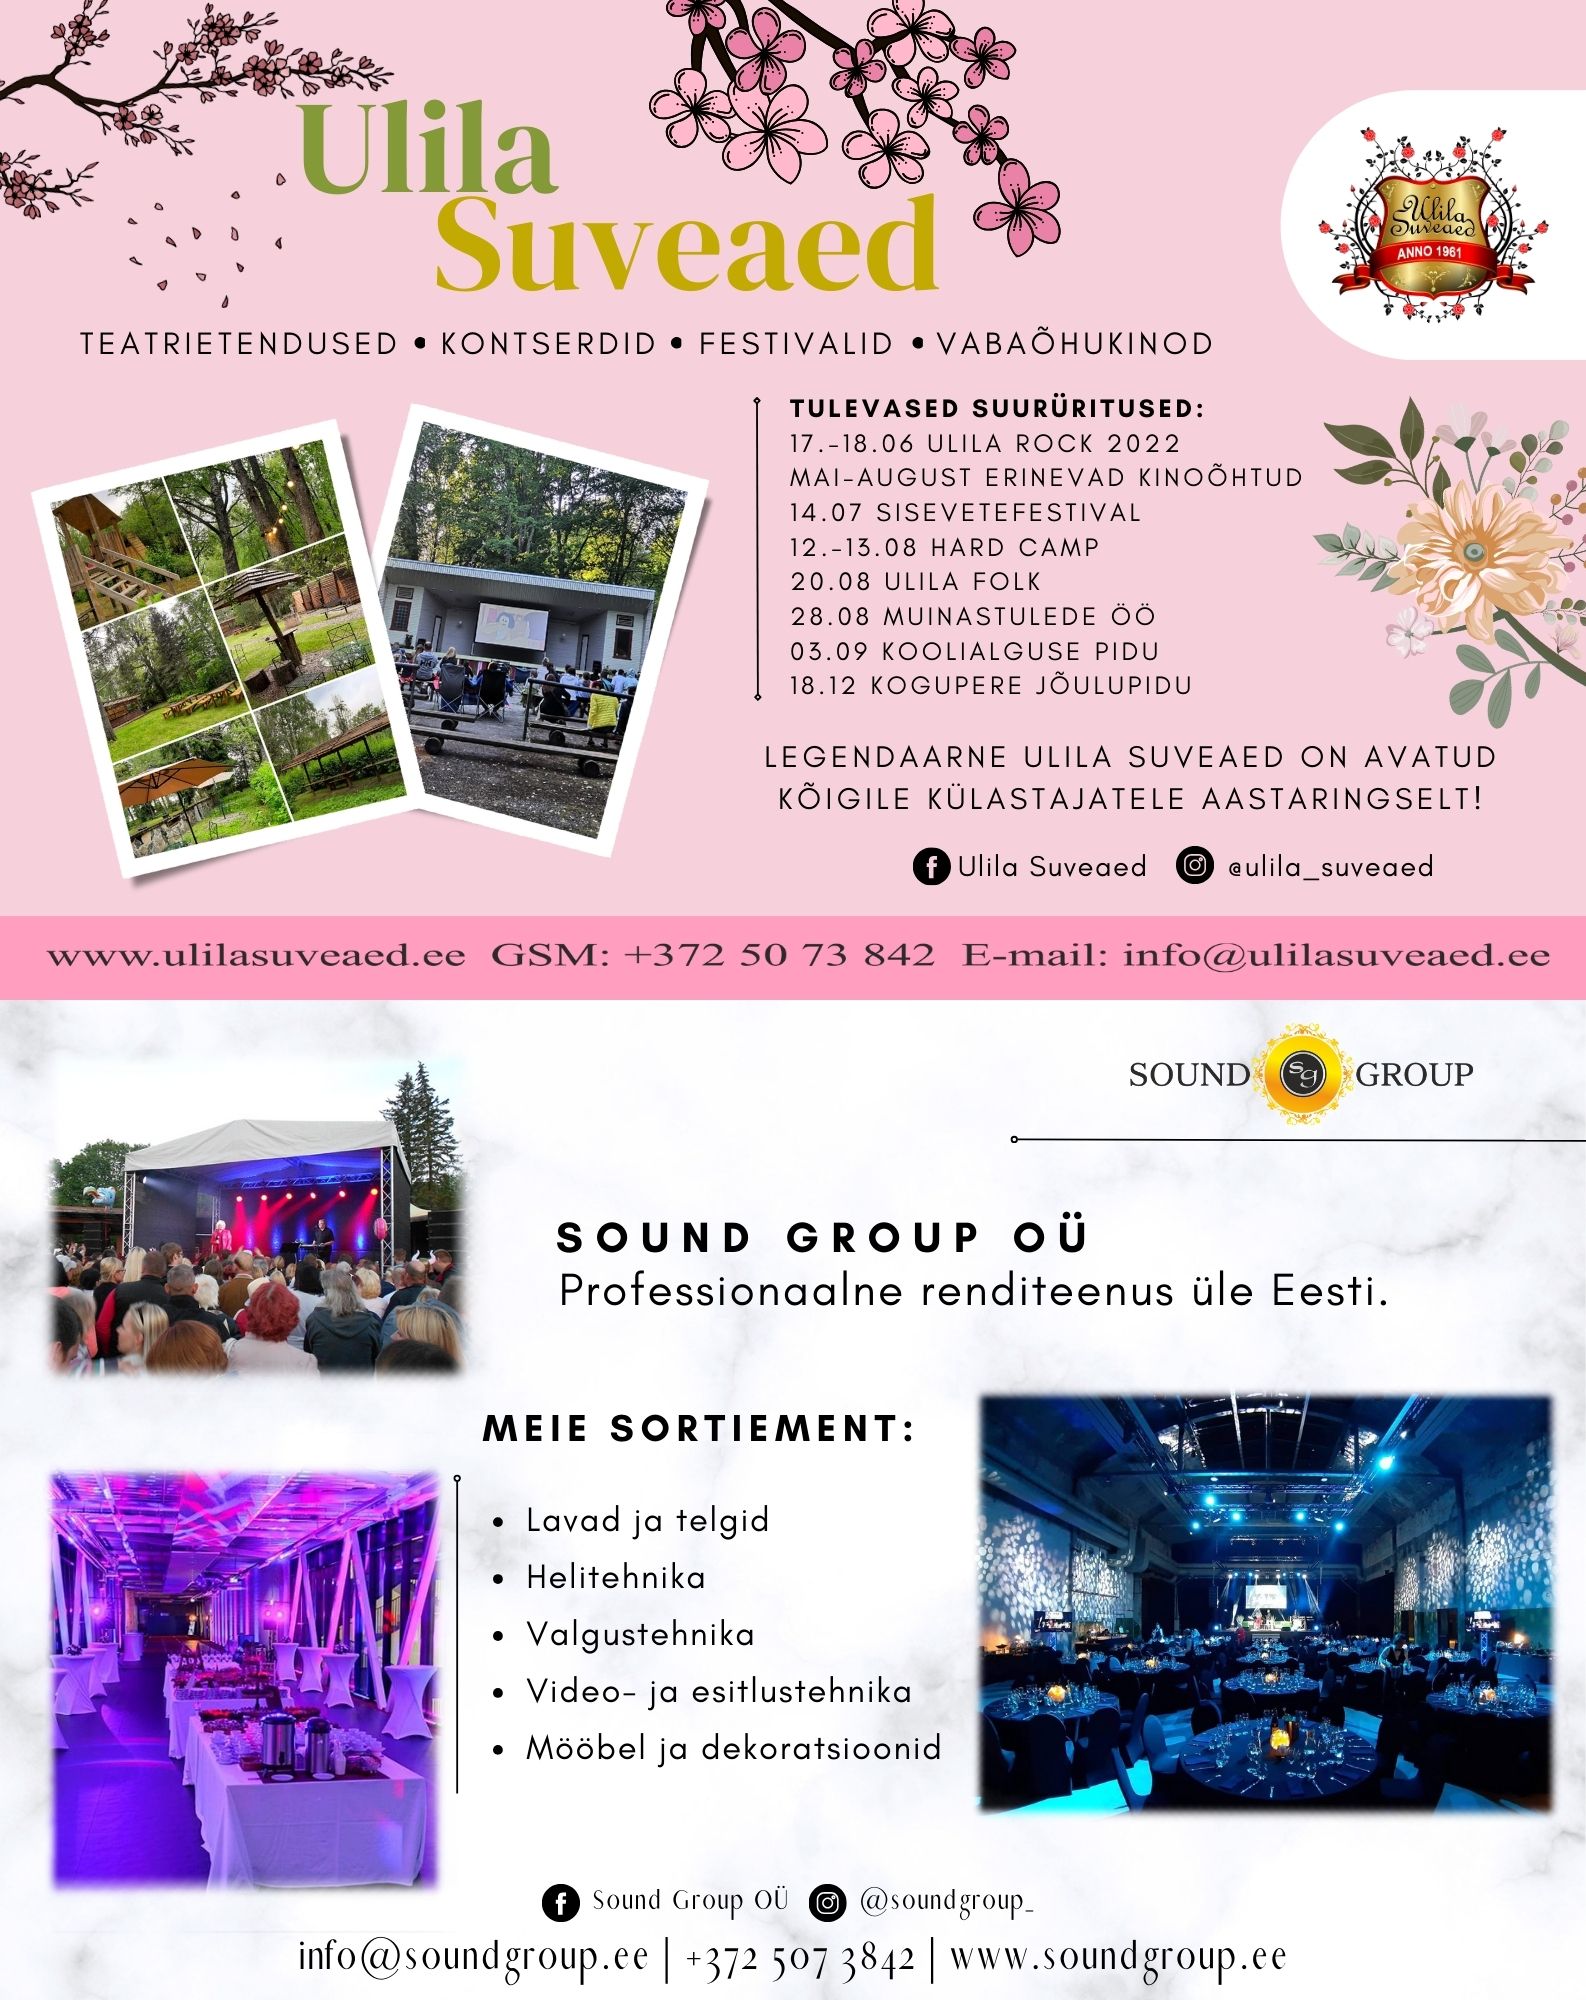 Ulila
Suveaed
Ulila
Suveaed
ANNO 1961
TEATRIETENDUSED • KONTSERDID • FESTIVALID • VABAÕHUKINOD
TULEVASED SUURÜRITUSED:
17.-18.06 ULILA ROCK 2022
MAI-AUGUST ERINEVAD KINOÕHTUD
14.07 SISEVETEFESTIVAL
12.-13.08 HARD CAMP
20.08 ULILA FOLK
28.08 MUINASTULEDE ÖÖ
03.09 KOOLIALGUSE PIDU
18.12 KOGUPERE JÕULUPIDU
LEGENDAARNE ULILA SUVEAED ON AVATUD
KÕIGILE KÜLASTAJATELE AASTARINGSELT!
Ulila Suveaed @ulila_suveaed
www.ulilasuveaed.ee GSM: +372 50 73 842 E-mail: info@ulilasuveaed.ee
SOUND sg GROUP
SOUND GROUP OÜ
Professionaalne renditeenus üle Eesti.
MEIE SORTIEMENT:
• Lavad ja telgid
• Helitehnika
• Valgustehnika
• Video- ja esitlustehnika
• Mööbel ja dekoratsioonid
Sound Group OÜ @soundgroup_
info@soundgroup.ee | +372 507 3842 | www.soundgroup.ee